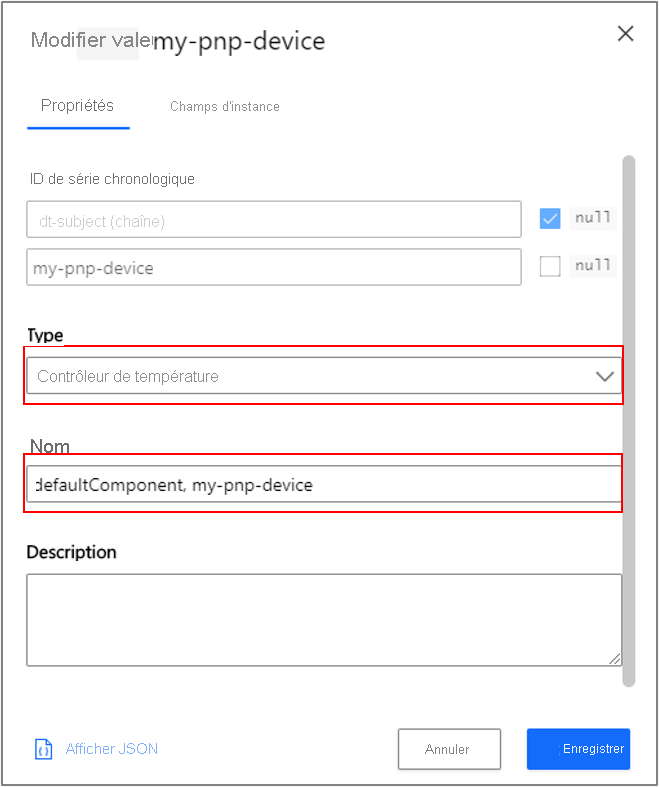 Modifier valeu my-pnp-device
Propriétés Champs d'instance
ID de série chronologique
dt-subject (chaîne) null
my-pnp-device null
Type
Contrôleur de température
Nom
defaultComponent, my-pnp-device
Description
Afficher JSON Annuler Enregistrer